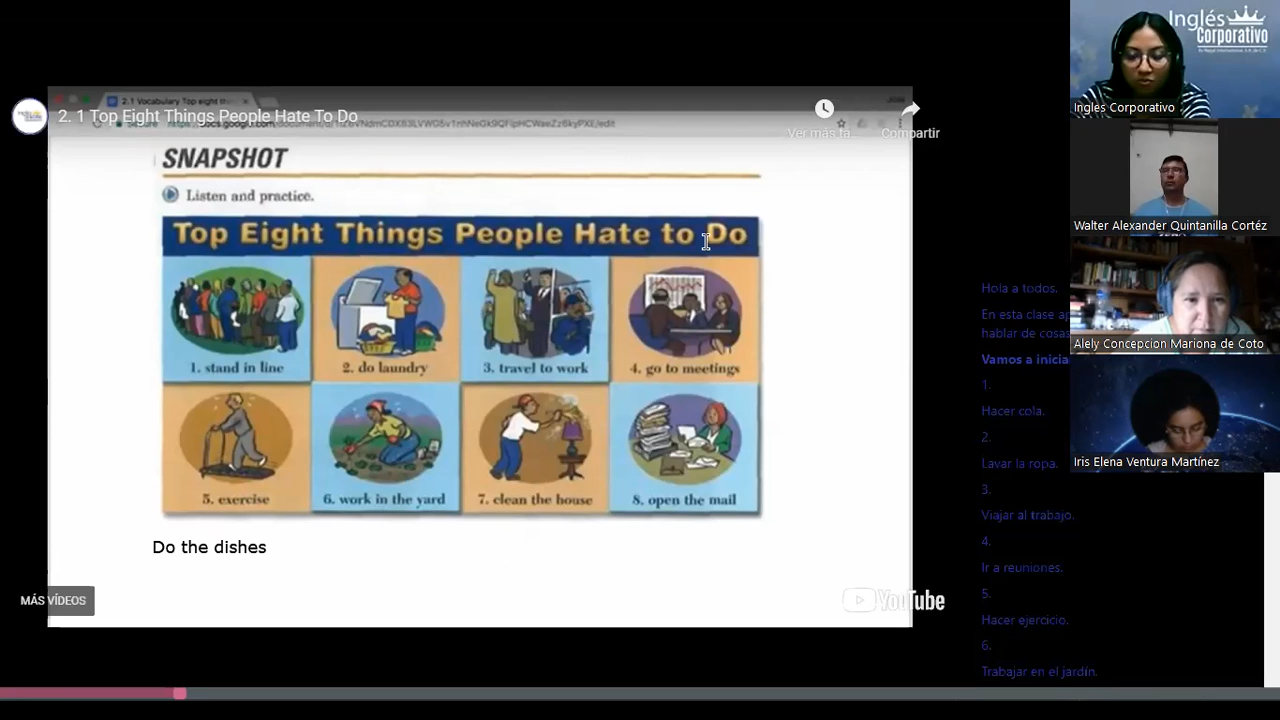 2. 1 Top Eight Things People Hate To Do
Ver más fa...
Compartir
SNAPSHOT
Listen and practice.
Top Eight Things People Hate to Do
1. stand in line
2. do laundry
3. travel to work
4. go to meetings
5. exercise
6. work in the yard
7. clean the house
8. open the mail
Do the dishes
MÁS VÍDEOS
YouTube
Hola a todos.
En esta clase ap
hablar de cosas
Vamos a inicia
1.
Hacer cola.
2.
Lavar la ropa.
3.
Viajar al trabajo.
4.
Ir a reuniones.
5.
Hacer ejercicio.
6.
Trabajar en el jardín.
Inglés
Corporativo
Ingles Corporativo
Walter Alexander Quintanilla Cortéz
Alely Concepcion Mariona de Coto
Iris Elena Ventura Martínez